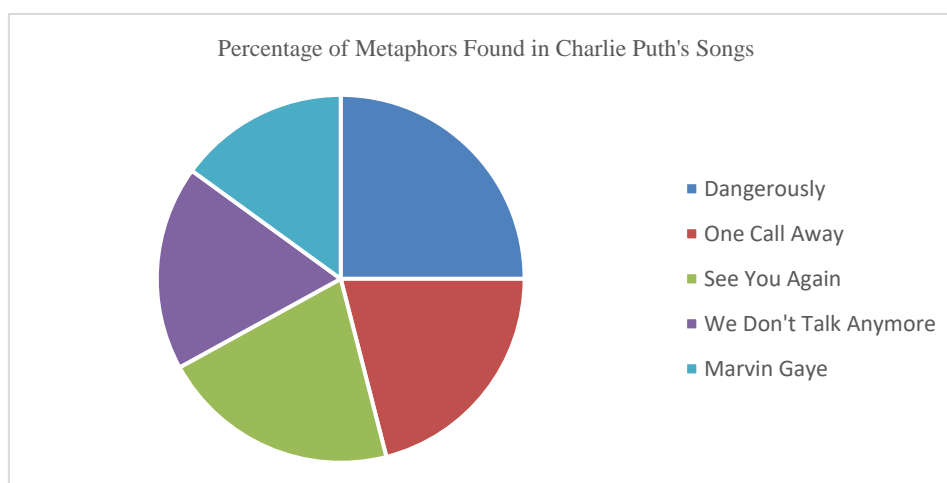 Percentage of Metaphors Found in Charlie Puth's Songs
Dangerously
One Call Away
See You Again
We Don't Talk Anymore
Marvin Gaye